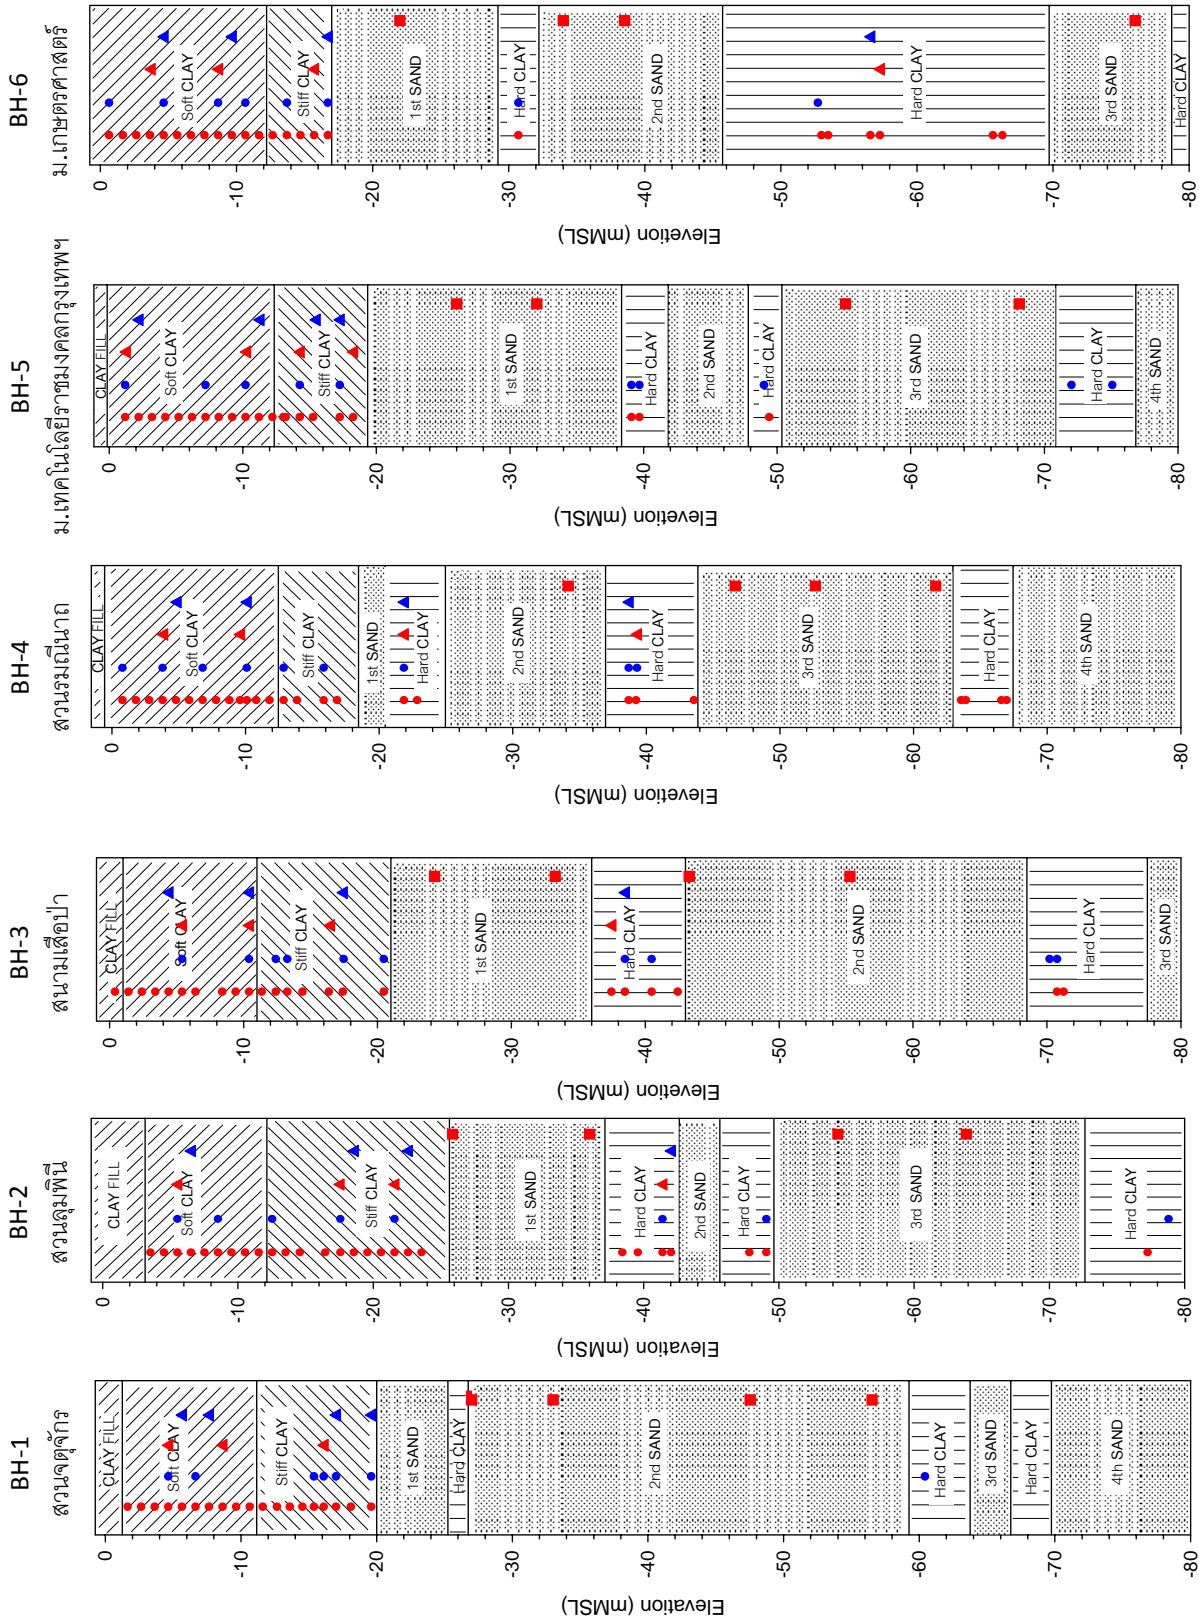 BH-1
สวนจตุจักร
Elevation (mMSL)
0
-10
-20
-30
-40
-50
-60
-70
-80
CLAY FILL
Soft CLAY
Stiff CLAY
1st SAND
Hard CLAY
2nd SAND
Hard CLAY
3rd SAND
Hard CLAY
4th SAND
BH-2
สวนลุมพินี
Elevation (mMSL)
0
-10
-20
-30
-40
-50
-60
-70
-80
CLAY FILL
Soft CLAY
Stiff CLAY
1st SAND
Hard CLAY
2nd SAND
Hard CLAY
3rd SAND
Hard CLAY
BH-3
สนามเสือป่า
Elevetion (mMSL)
0
-10
-20
-30
-40
-50
-60
-70
-80
CLAY FILL
Soft CLAY
Stiff CLAY
1st SAND
Hard CLAY
2nd SAND
Hard CLAY
3rd SAND
BH-4
สวนรมณีนาถ
Elevetion (mMSL)
0
-10
-20
-30
-40
-50
-60
-70
-80
CLAY FILL
Soft CLAY
Stiff CLAY
1st SAND
Hard CLAY
2nd SAND
Hard CLAY
3rd SAND
Hard CLAY
4th SAND
BH-5
ม.เทคโนโลยีราชมงคลกรุงเทพฯ
Elevetion (mMSL)
0
-10
-20
-30
-40
-50
-60
-70
-80
CLAY FILL
Soft CLAY
Stiff CLAY
1st SAND
Hard CLAY
2nd SAND
Hard CLAY
3rd SAND
Hard CLAY
4th SAND
BH-6
ม.เกษตรศาสตร์
Elevetion (mMSL)
0
-10
-20
-30
-40
-50
-60
-70
-80
Soft CLAY
Stiff CLAY
1st SAND
Hard CLAY
2nd SAND
Hard CLAY
3rd SAND
Hard CLAY